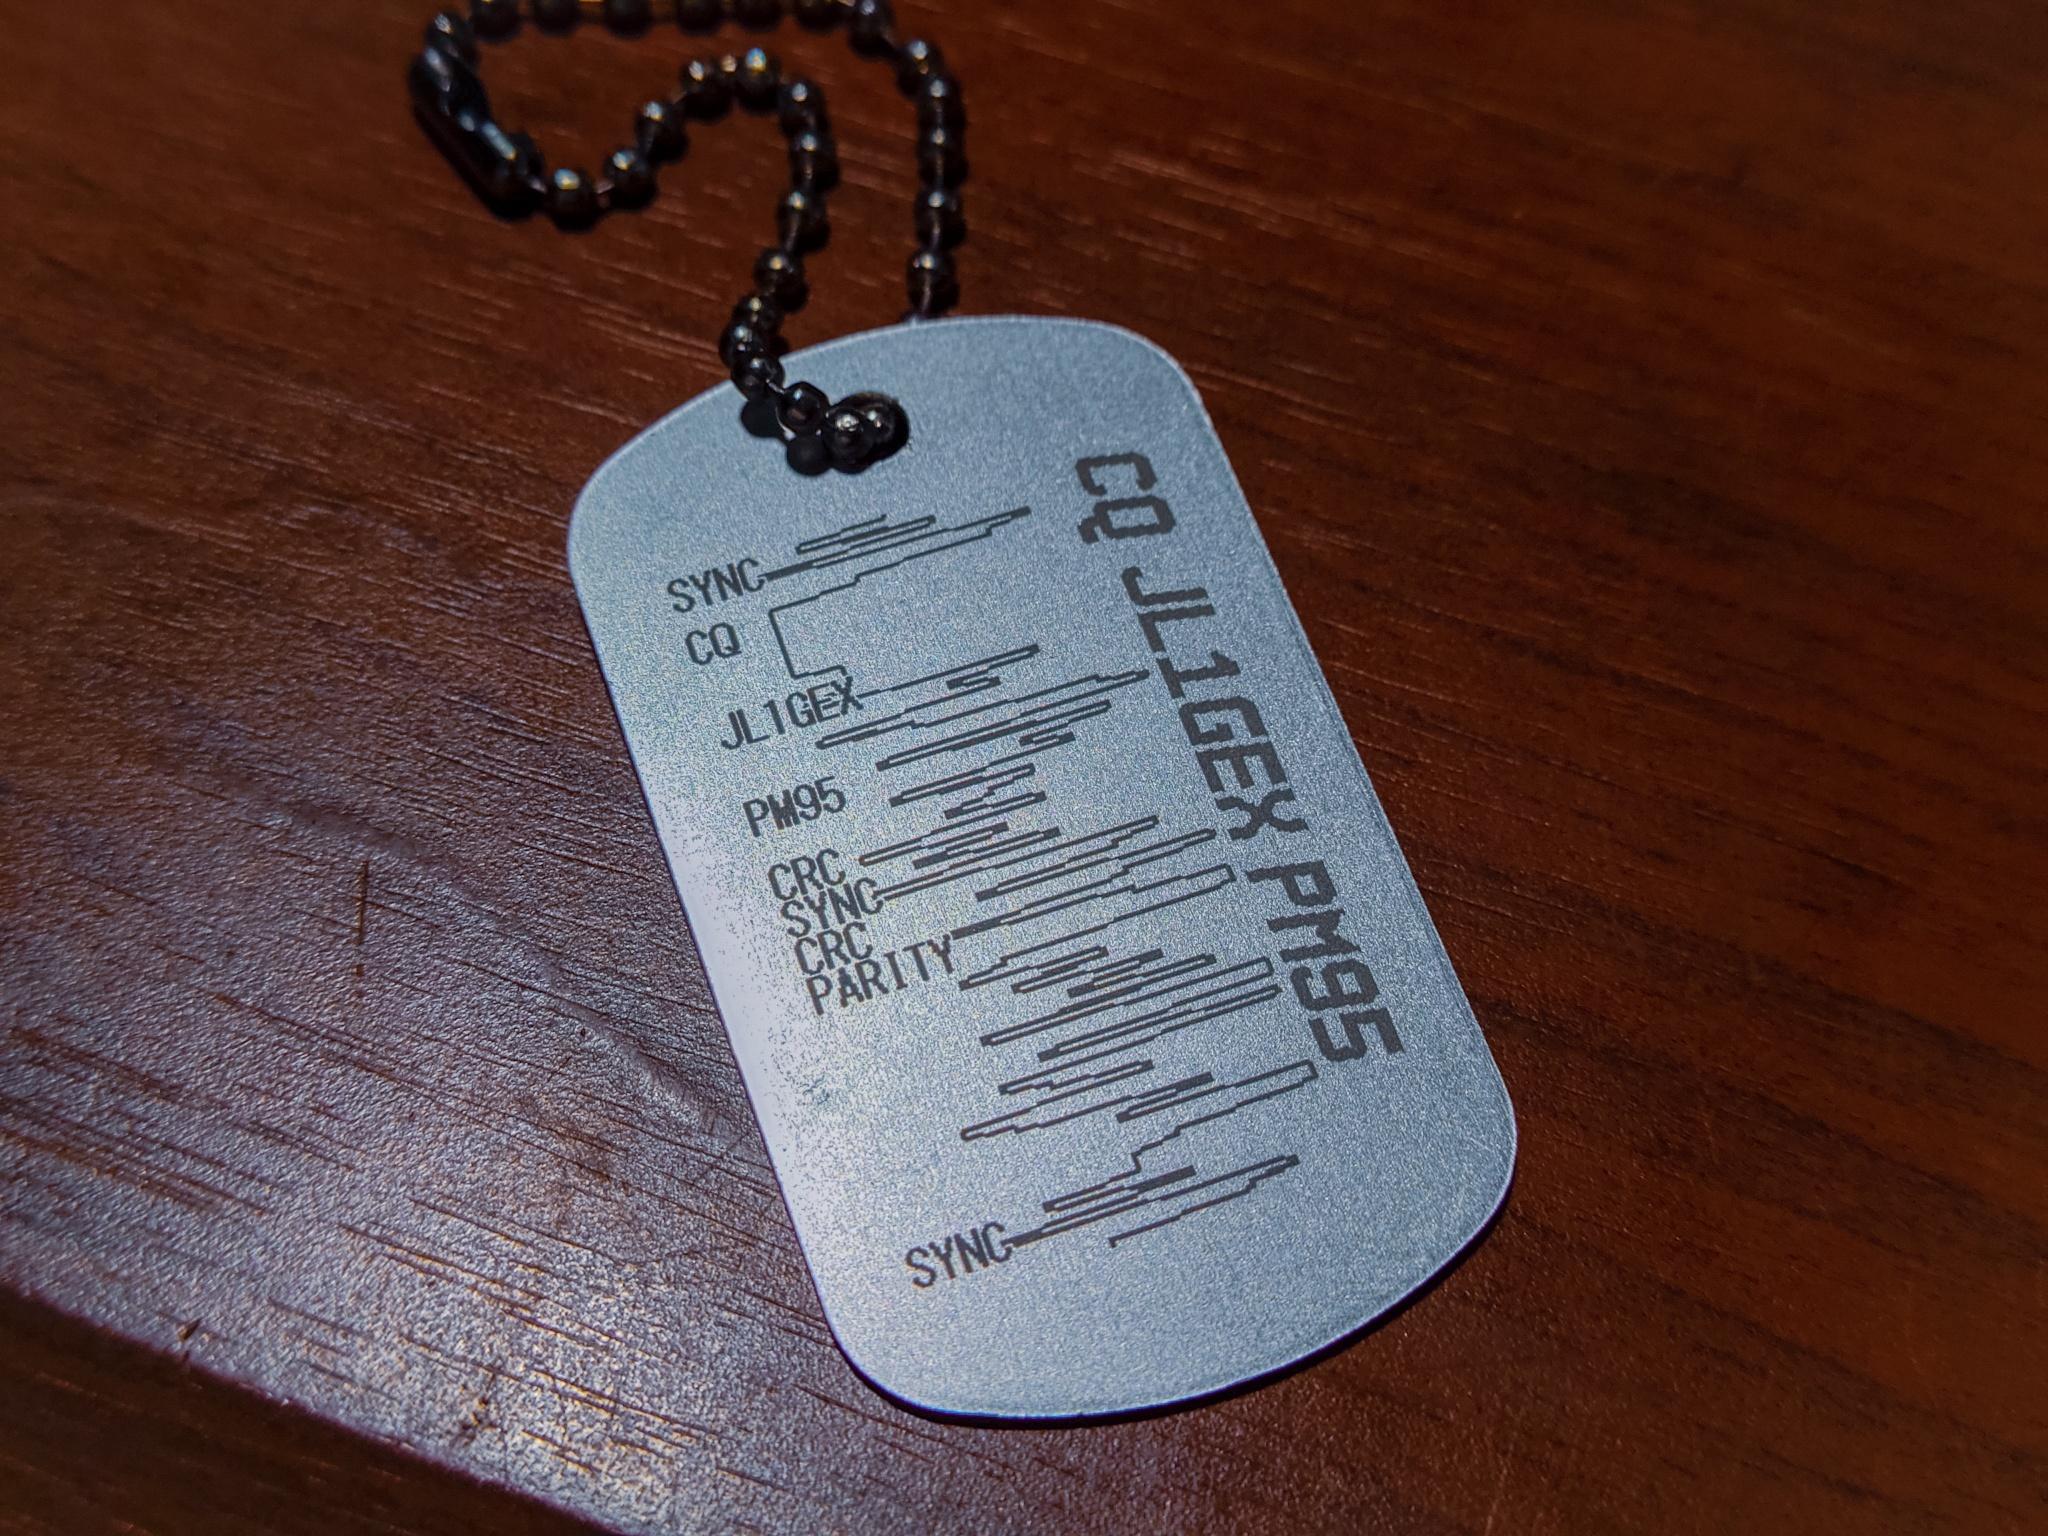 CQ JL1GEX PM95
SYNC
CQ
JL1GEX
PM95
CRC
SYNC
CRC
PARITY
SYNC